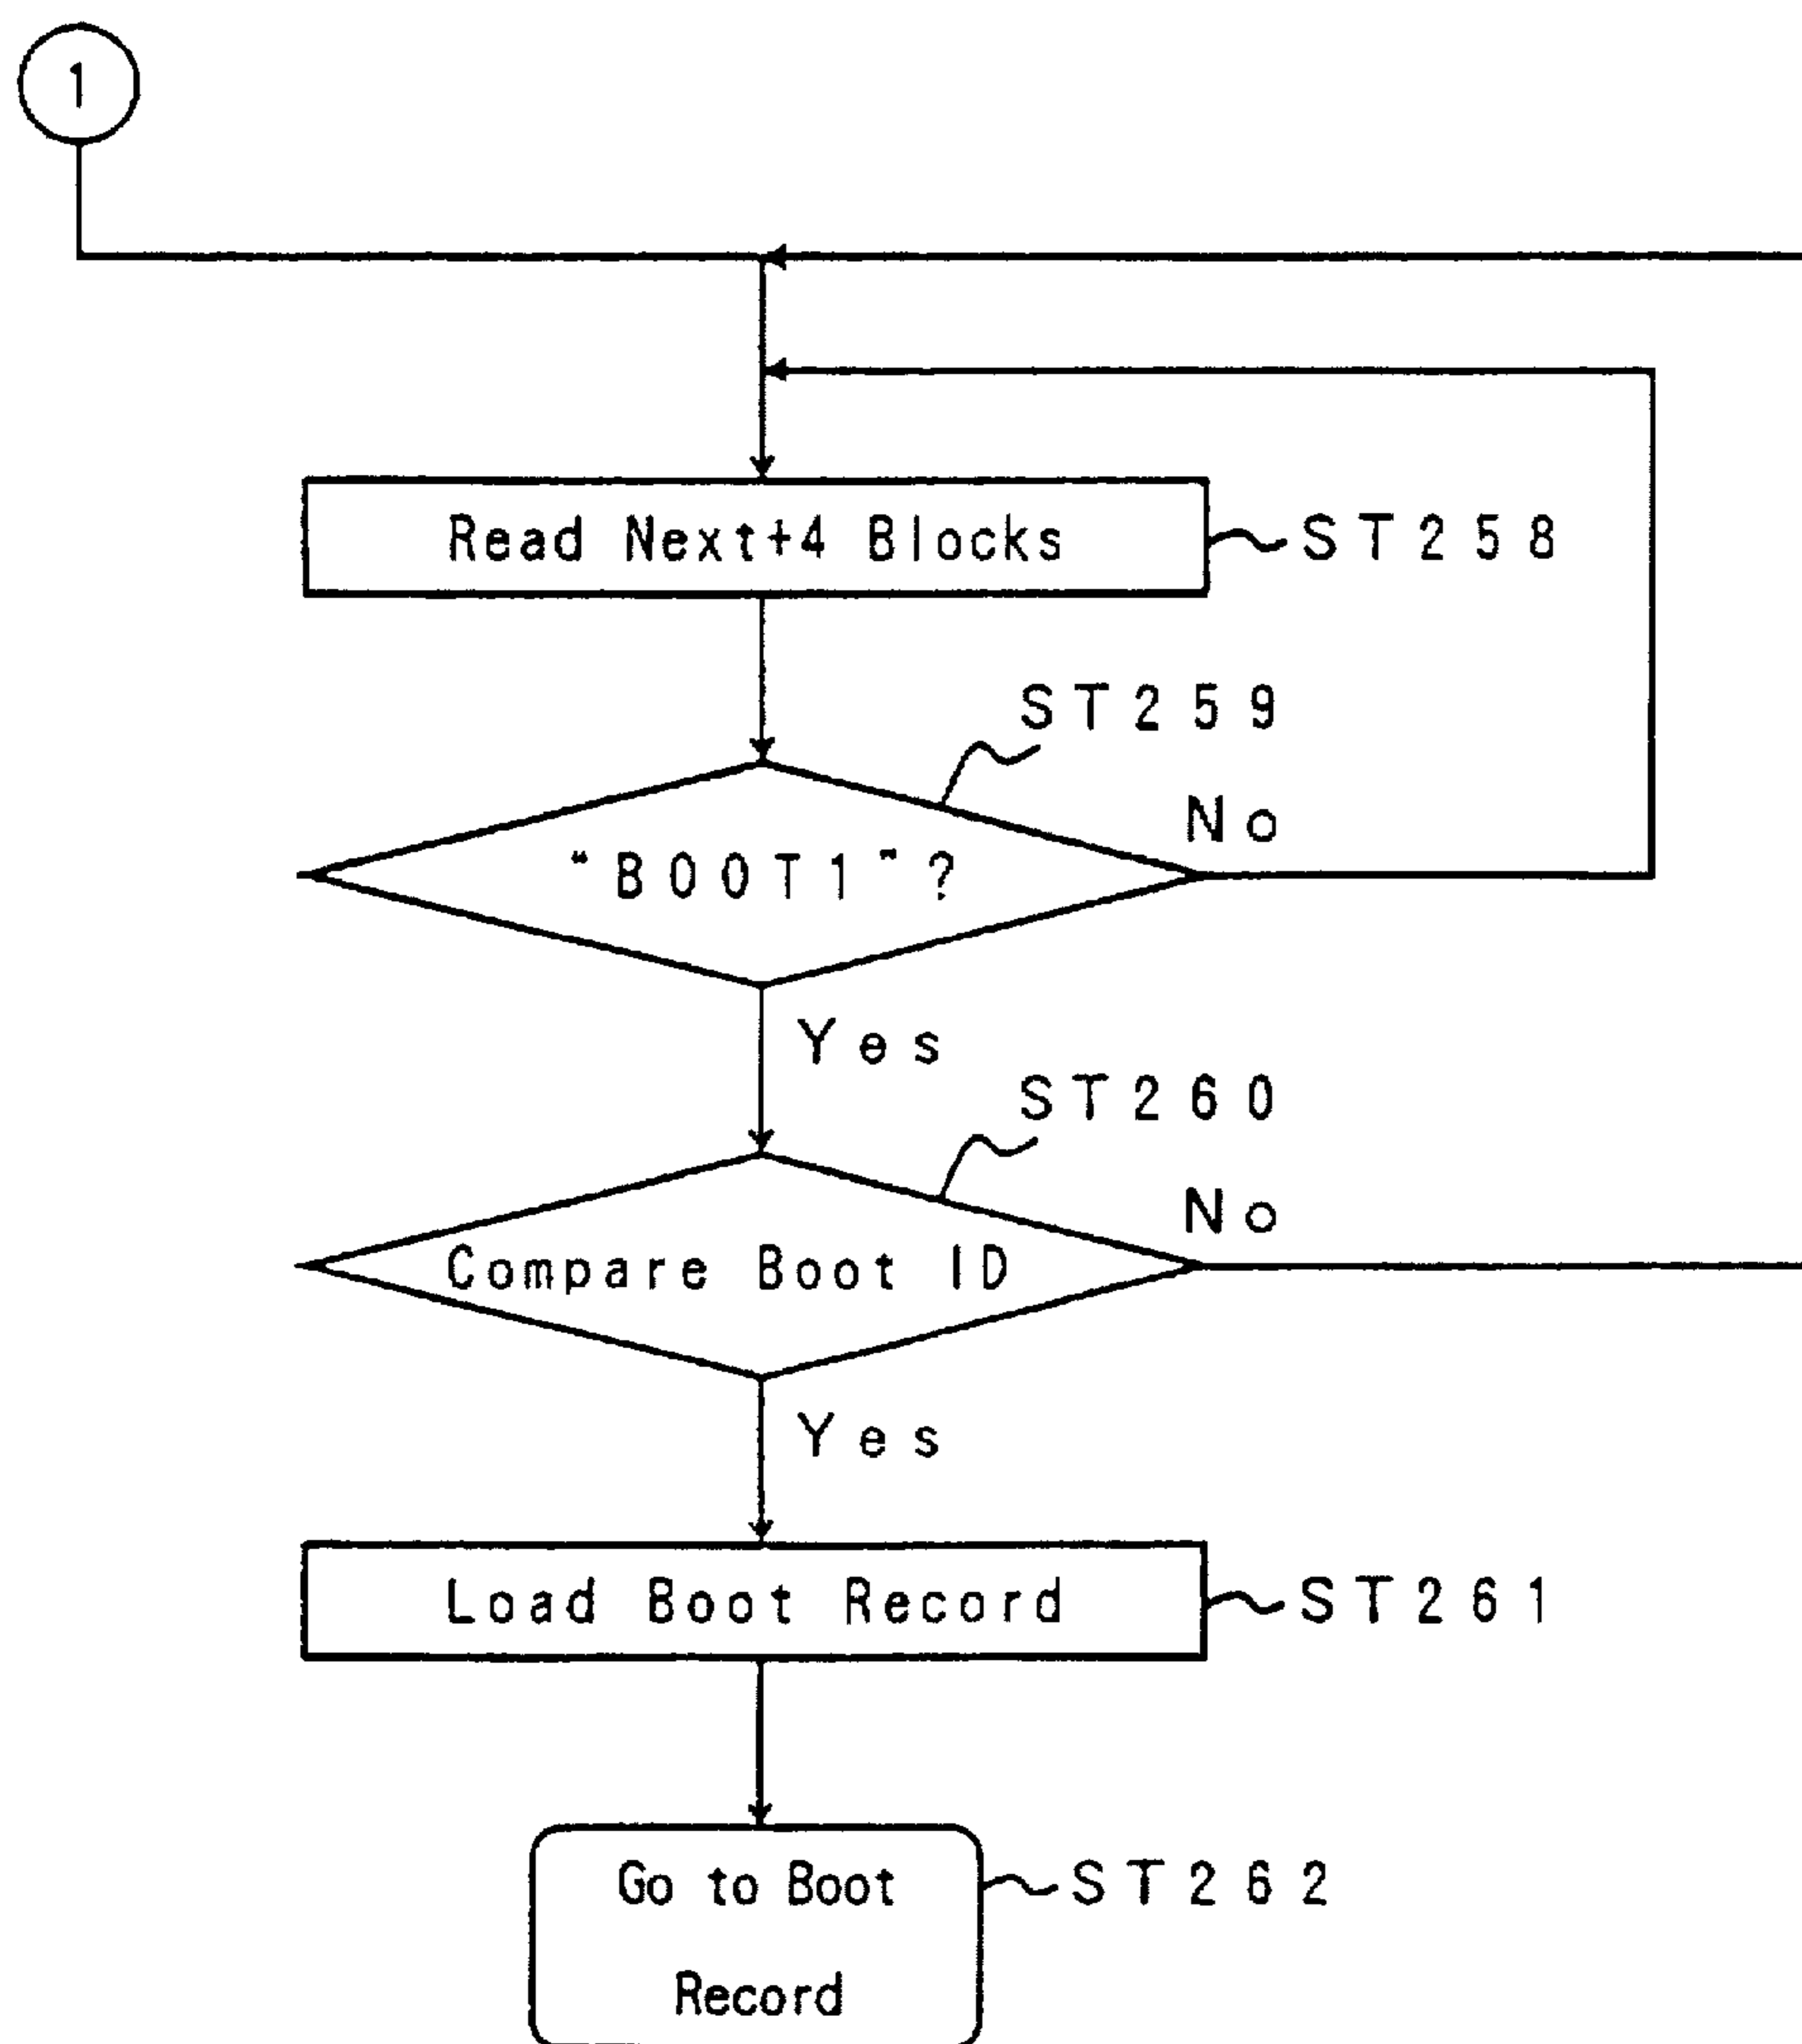 1
Read Next+4 Blocks
ST258
ST259
No
"BOOT1"?
Yes
ST260
No
Compare Boot ID
Yes
Load Boot Record
ST261
Go to Boot
ST262
Record